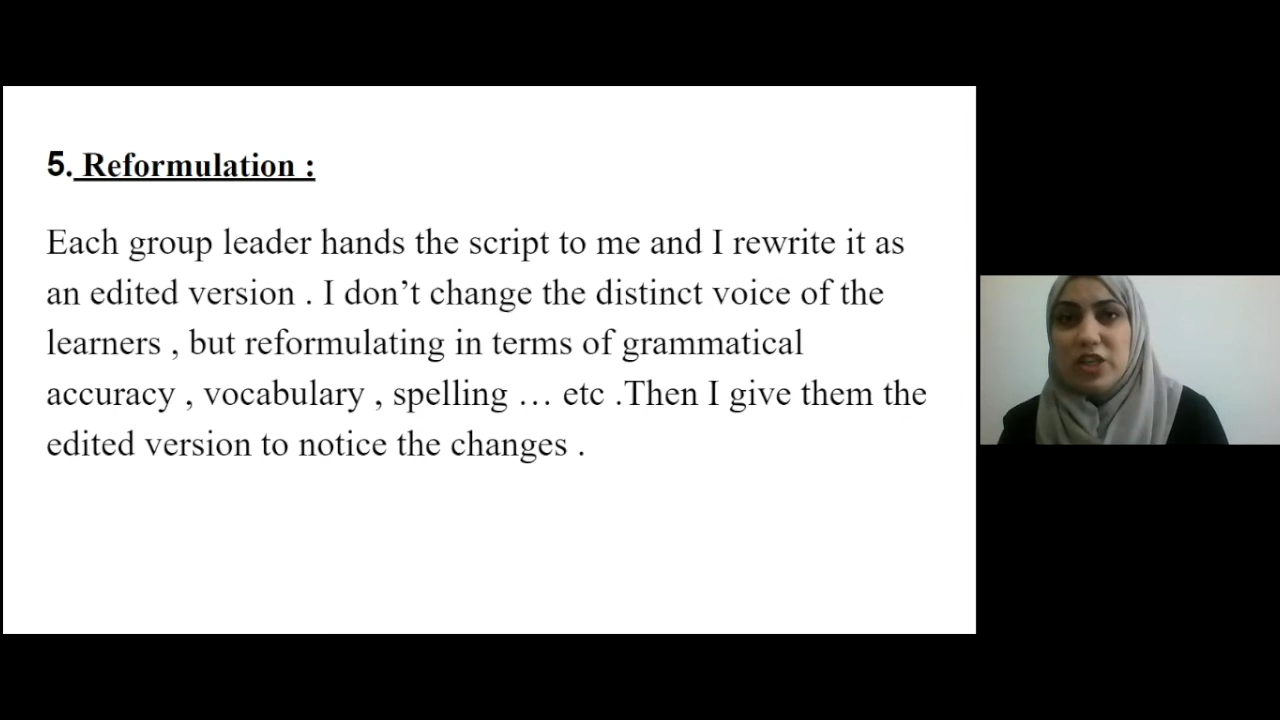 5. Reformulation :
Each group leader hands the script to me and I rewrite it as
an edited version . I don’t change the distinct voice of the
learners , but reformulating in terms of grammatical
accuracy , vocabulary , spelling … etc .Then I give them the
edited version to notice the changes .